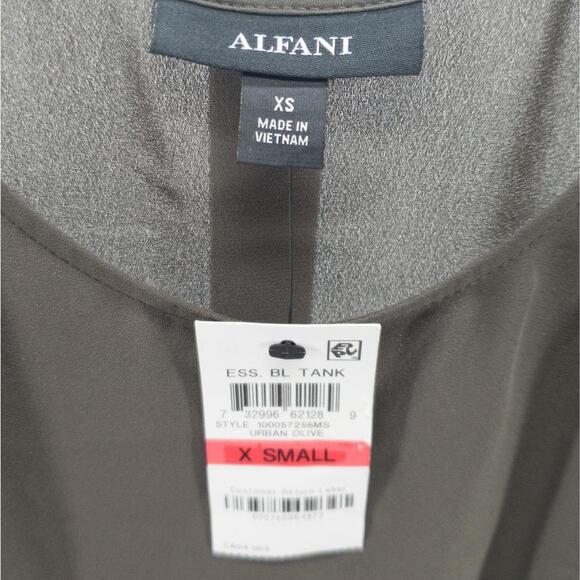 ALFANI
XS
MADE IN
VIETNAM
ESS. BL TANK
7 32996 62128 9
STYLE 100057256MS
URBAN OLIVE
X SMALL
Customer Return Label